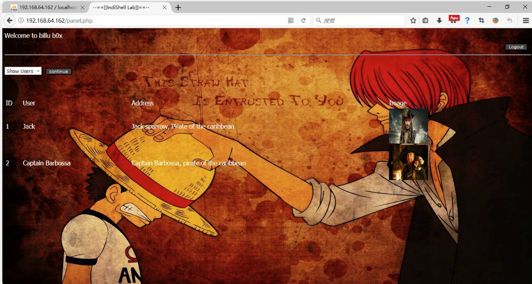 192.168.64.162 / localhost
--==[[IndiShell Lab]]==--
192.168.64.162/panel.php
搜索
Welcome to billu b0x
Logout
Show Users
continue
THIS STRAW HAT
IS ENTRUSTED TO YOU
ID User Address Image
1 Jack Jack sparrow, Pirate of the caribbean
2 Captain Barbossa Captain Barbossa, pirate of the caribbean
AN